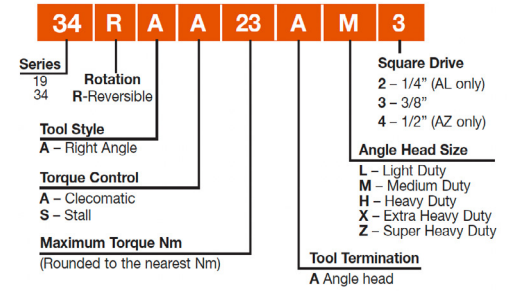 34 R A A 23 A M 3
Series
19
34
Rotation
R-Reversible
Tool Style
A – Right Angle
Torque Control
A – Clecomatic
S – Stall
Maximum Torque Nm
(Rounded to the nearest Nm)
Square Drive
2 – 1/4” (AL only)
3 – 3/8”
4 – 1/2” (AZ only)
Angle Head Size
L – Light Duty
M – Medium Duty
H – Heavy Duty
X – Extra Heavy Duty
Z – Super Heavy Duty
Tool Termination
A Angle head